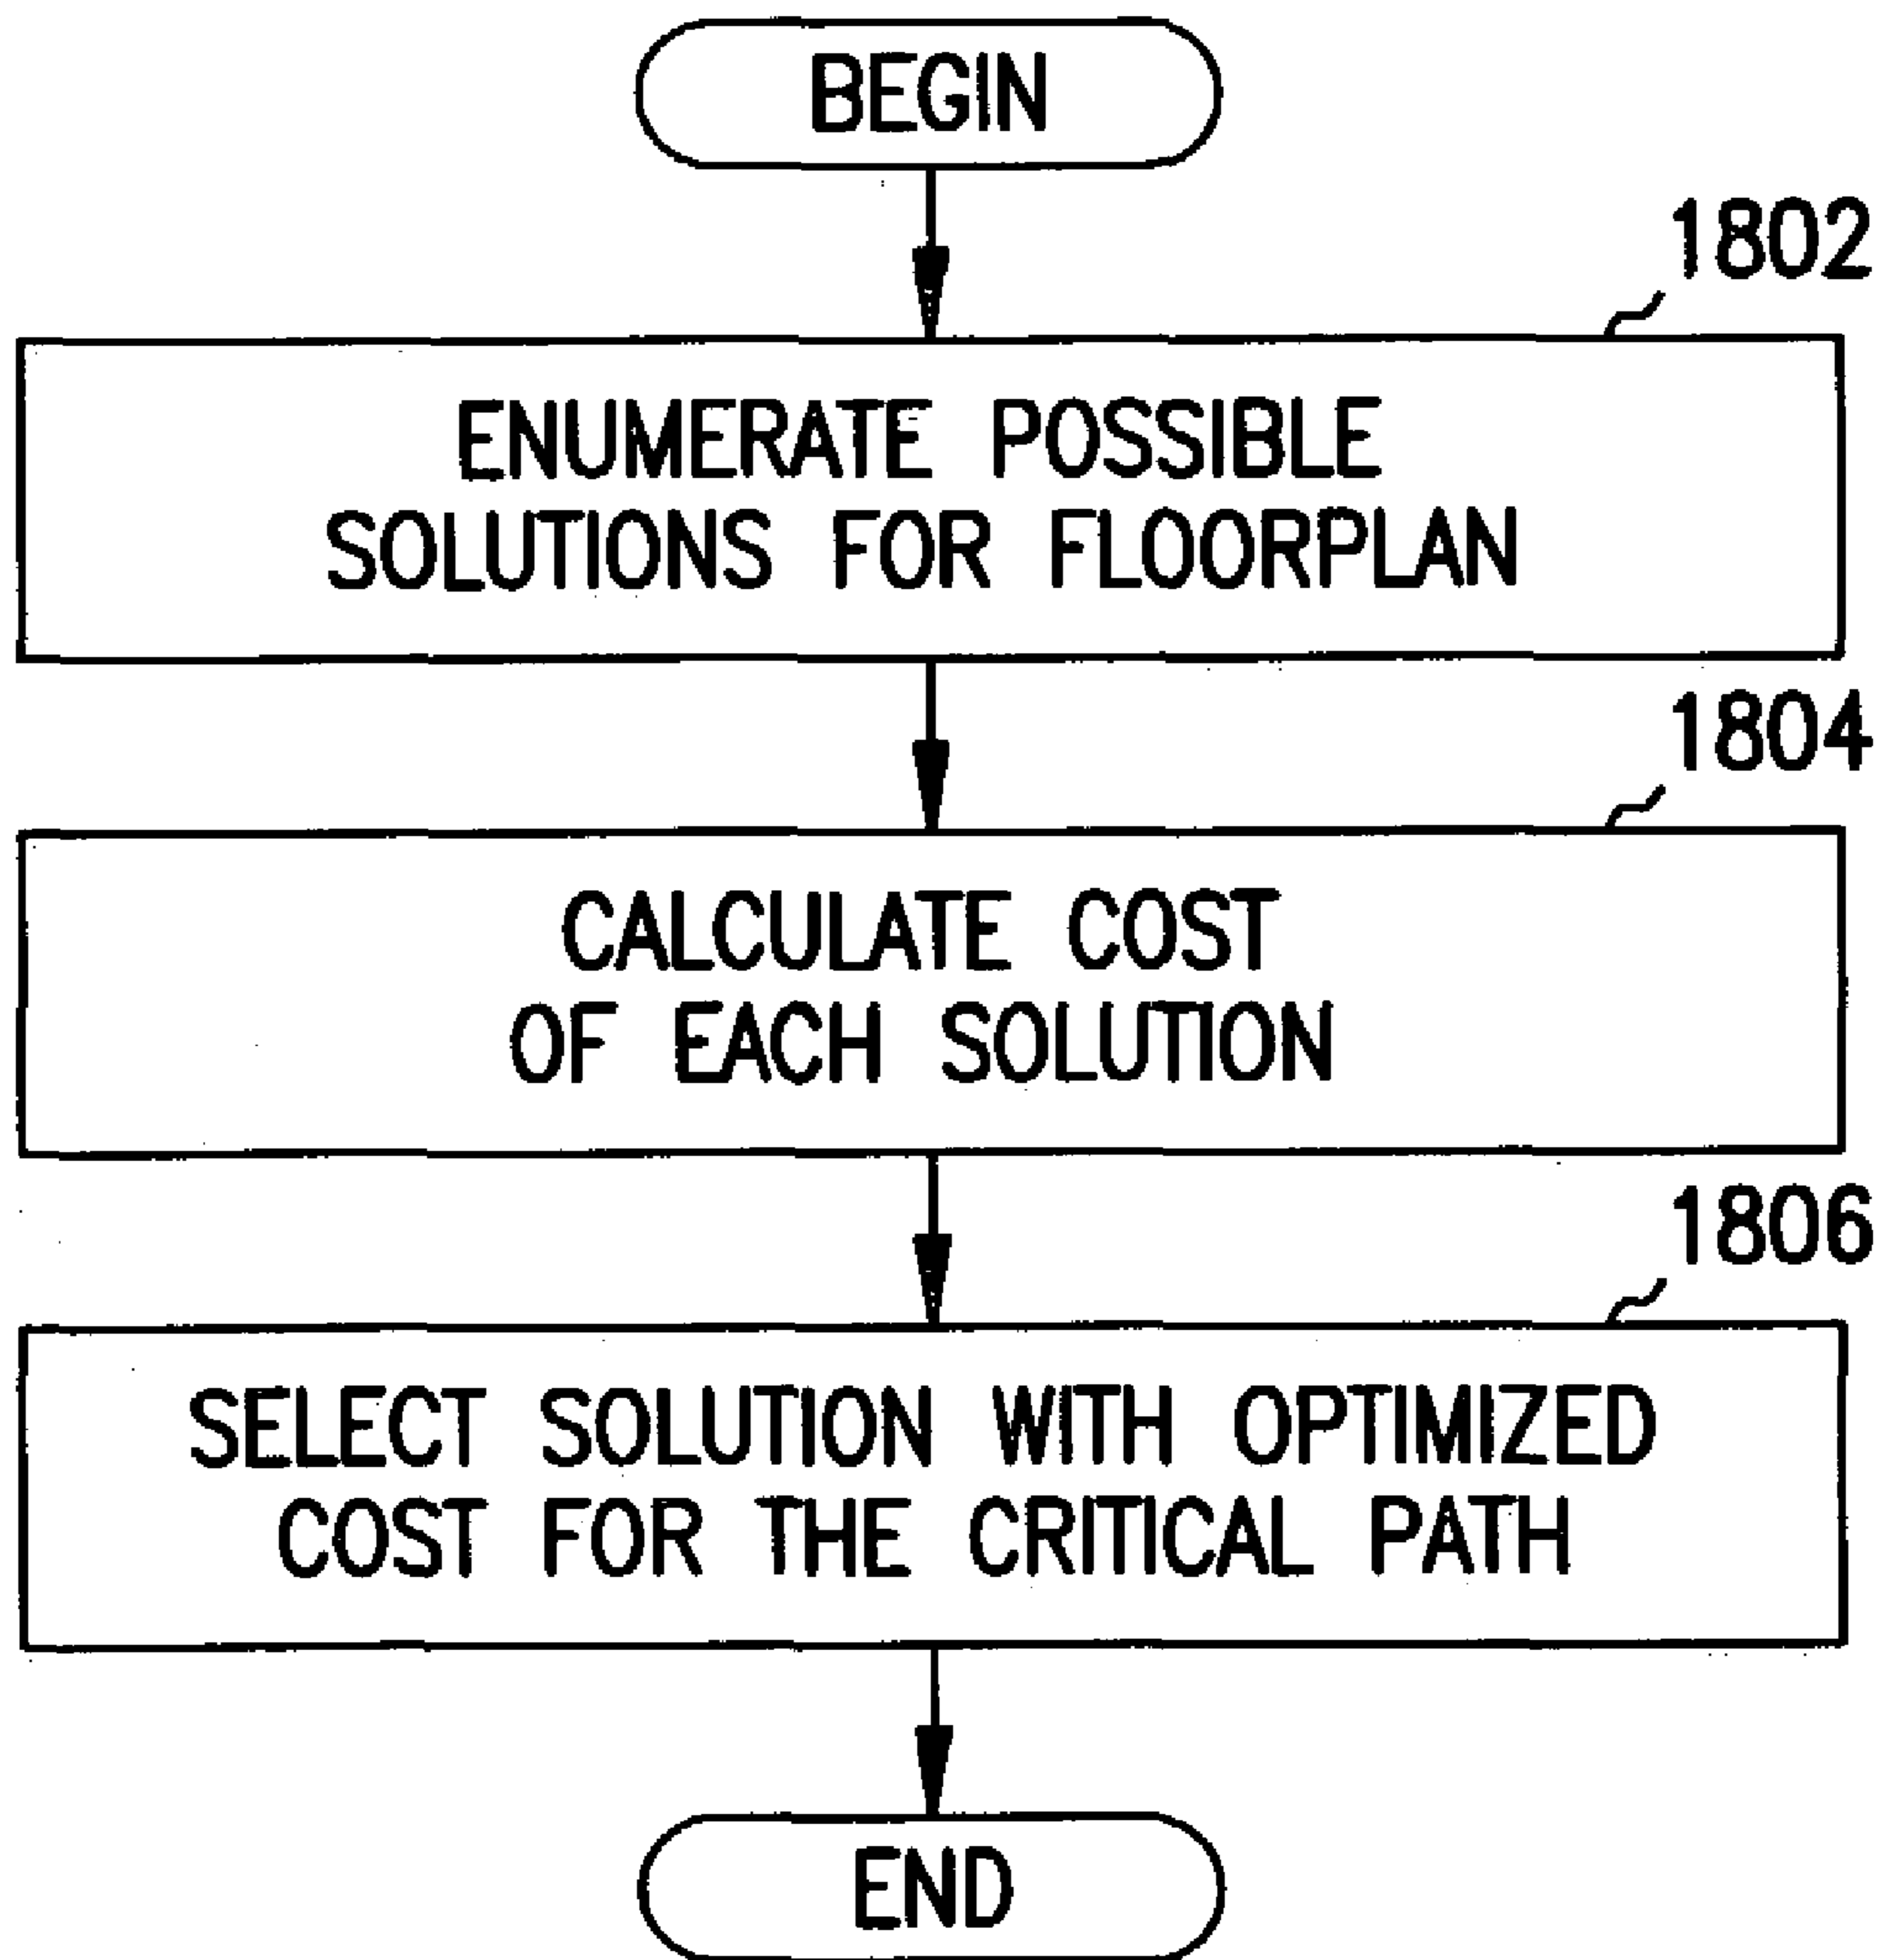 BEGIN
1802
ENUMERATE POSSIBLE
SOLUTIONS FOR FLOORPLAN
1804
CALCULATE COST
OF EACH SOLUTION
1806
SELECT SOLUTION WITH OPTIMIZED
COST FOR THE CRITICAL PATH
END